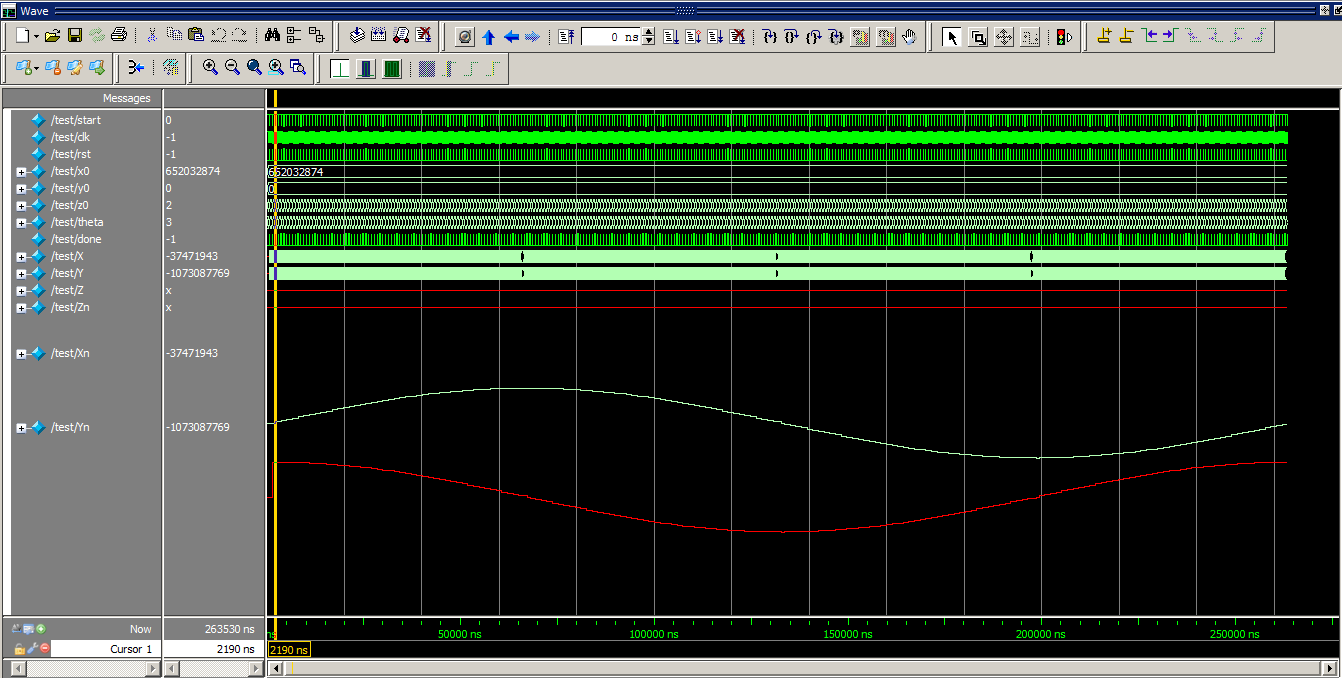 Wave
0 ns
Messages
/test/start 0
/test/clk -1
/test/rst -1
/test/x0 652032874 652032874
/test/y0 0 0
/test/z0 2
/test/theta 3
/test/done -1
/test/X -37471943
/test/Y -1073087769
/test/Z x
/test/Zn x
/test/Xn -37471943
/test/Yn -1073087769
Now 263530 ns ns 50000 ns 100000 ns 150000 ns 200000 ns 250000 ns
Cursor 1 2190 ns 2190 ns